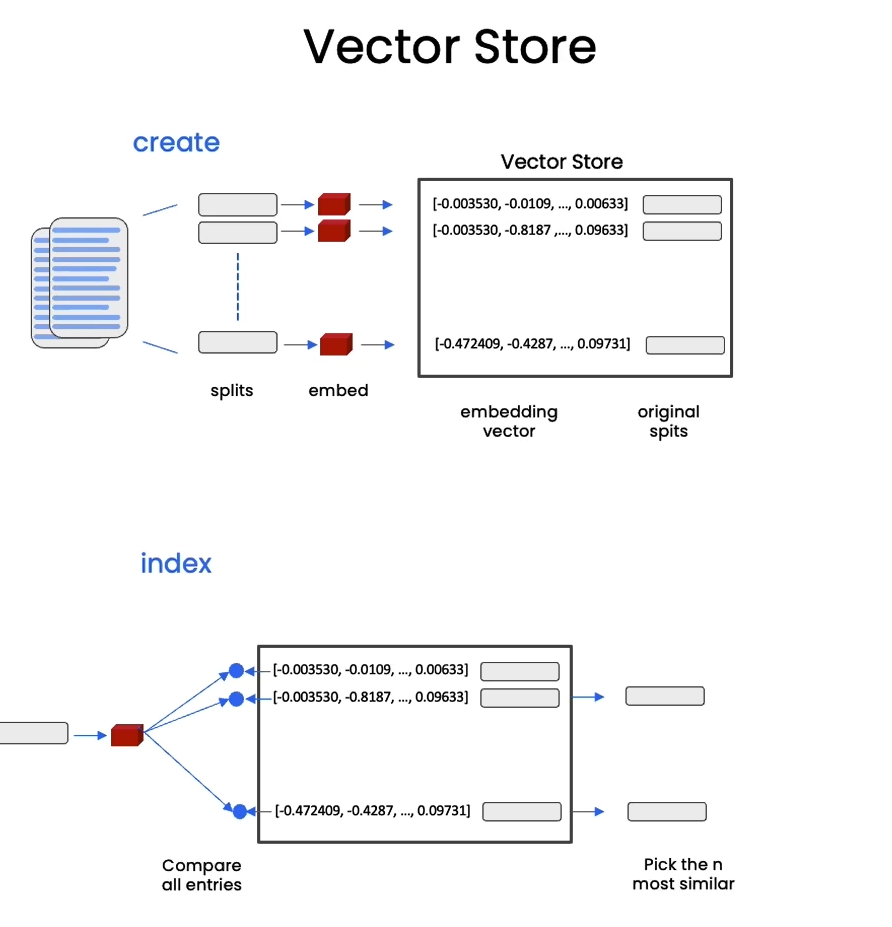 Vector Store
create
Vector Store
[-0.003530, -0.0109, ..., 0.00633]
[-0.003530, -0.8187 ,..., 0.09633]
[-0.472409, -0.4287, ..., 0.09731]
splits
embed
embedding
vector
original
spits
index
[-0.003530, -0.0109, ..., 0.00633]
[-0.003530, -0.8187, ..., 0.09633]
[-0.472409, -0.4287, ..., 0.09731]
Compare
all entries
Pick the n
most similar